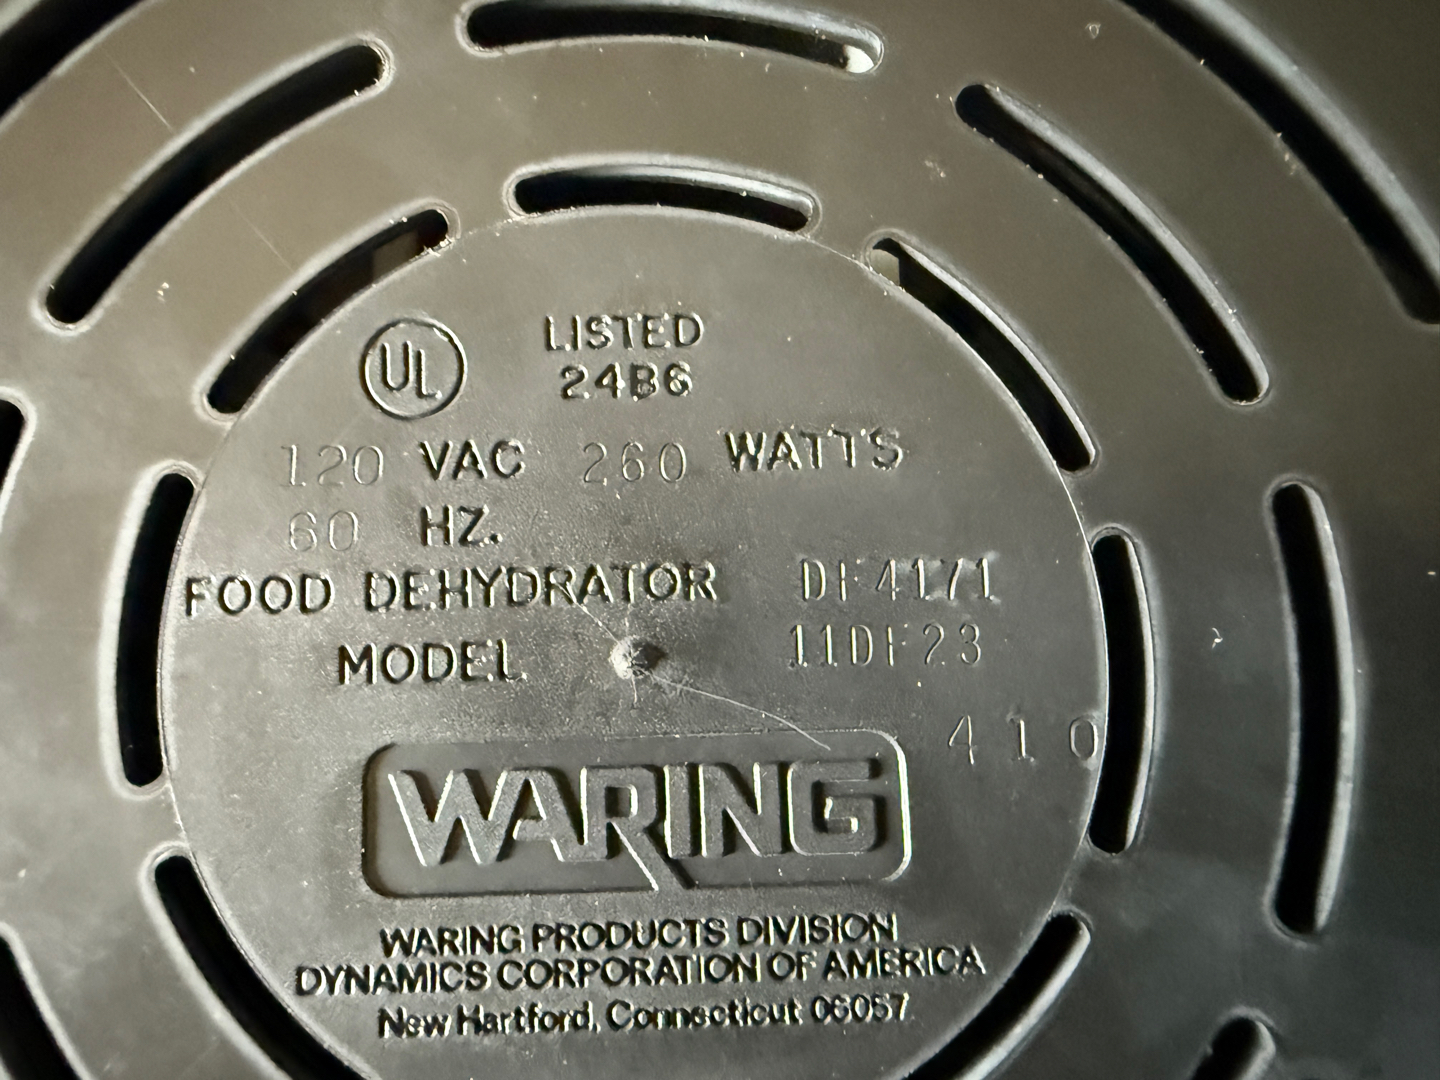 UL LISTED
24B6
120 VAC 260 WATTS
60 HZ.
FOOD DEHYDRATOR DF4171
MODEL 11DF23
410
WARING
WARING PRODUCTS DIVISION
DYNAMICS CORPORATION OF AMERICA
New Hartford, Connecticut 06057